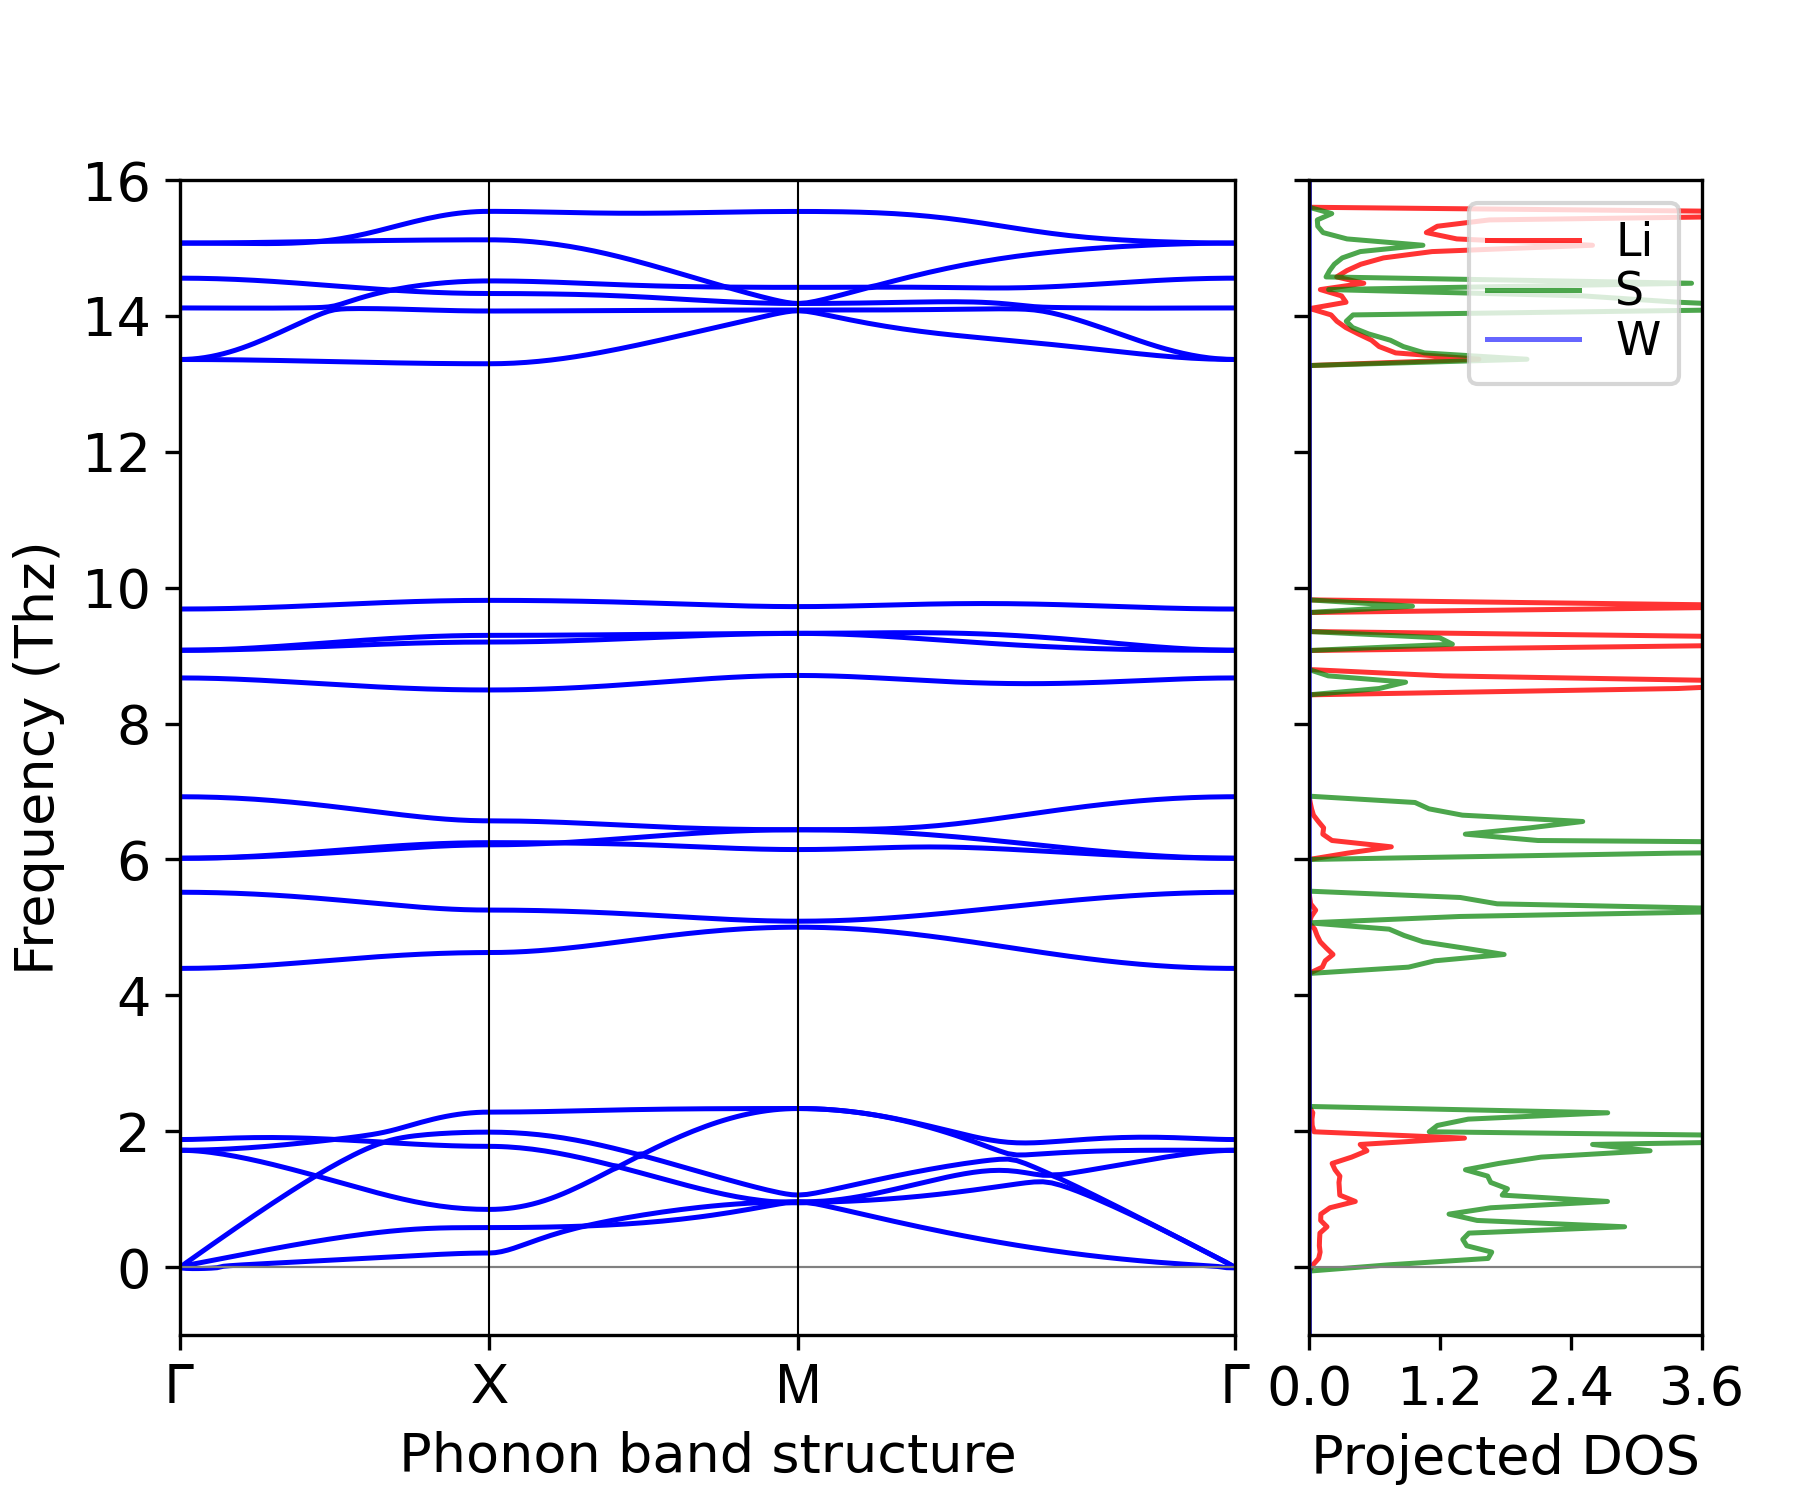 16
14
12
10
8
6
4
2
0
Frequency (Thz)
Γ X M Γ
Phonon band structure
Li
S
W
0.0 1.2 2.4 3.6
Projected DOS